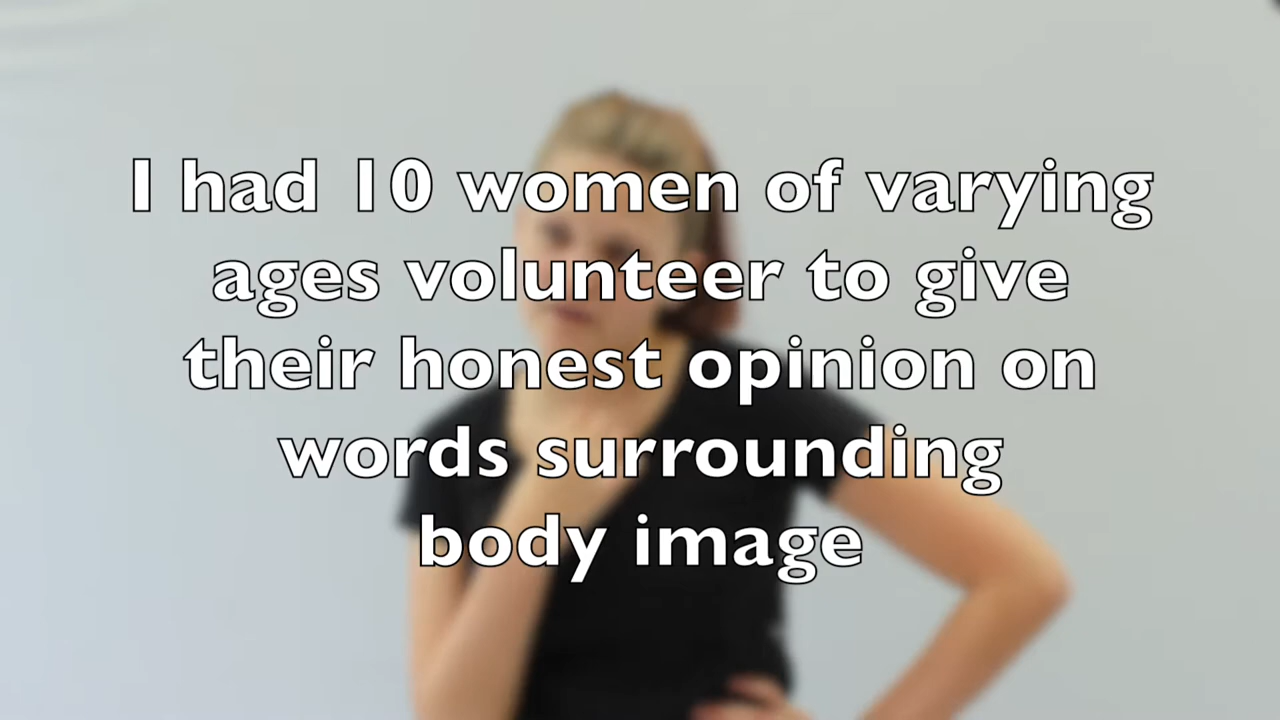 I had 10 women of varying
ages volunteer to give
their honest opinion on
words surrounding
body image